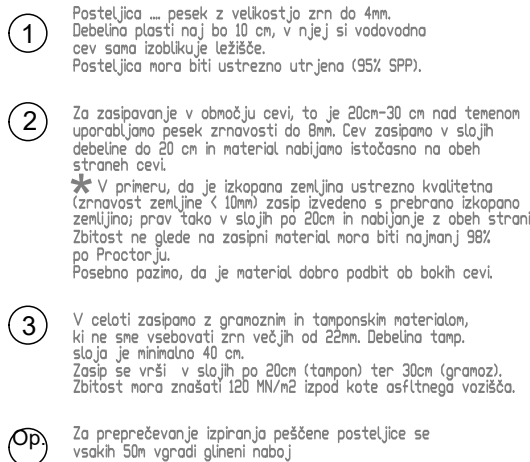 1
Posteljica .... pesek z velikostjo zrn do 4mm.
Debelina plasti naj bo 10 cm, v njej si vodovodna
cev sama izoblikuje ležišče.
Posteljica mora biti ustrezno utrjena (95% SPP).
2
Za zasipavanje v območju cevi, to je 20cm-30 cm nad temenom
uporabljamo pesek zrnavosti do 8mm. Cev zasipamo v slojih
debeline do 20 cm in material nabijamo istočasno na obeh
straneh cevi.
* V primeru, da je izkopana zemljina ustrezno kvalitetna
(zrnavost zemljine < 10mm) zasip izvedeno s prebrano izkopano
zemlijino; prav tako v slojih po 20cm in nabijanje z obeh strani
Zbitost ne glede na zasipni material mora biti najmanj 98%
po Proctorju.
Posebno pazimo, da je material dobro podbit ob bokih cevi.
3
V celoti zasipamo z gramoznim in tamponskim materialom,
ki ne sme vsebovati zrn večjih od 22mm. Debelina tamp.
sloja je minimalno 40 cm.
Zasip se vrši v slojih po 20cm (tampon) ter 30cm (gramoz).
Zbitost mora znašati 120 MN/m2 izpod kote asfltnega vozišča.
Op.
Za preprečevanje izpiranja peščene posteljice se
vsakih 50m vgradi glineni naboj